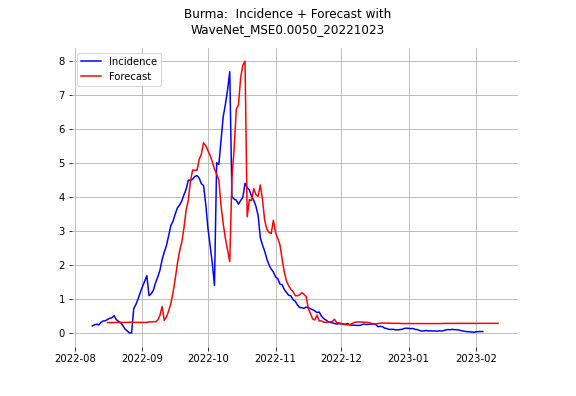 Burma:  Incidence + Forecast with
WaveNet_MSE0.0050_20221023
Incidence
Forecast
8
7
6
5
4
3
2
1
0
2022-08 2022-09 2022-10 2022-11 2022-12 2023-01 2023-02